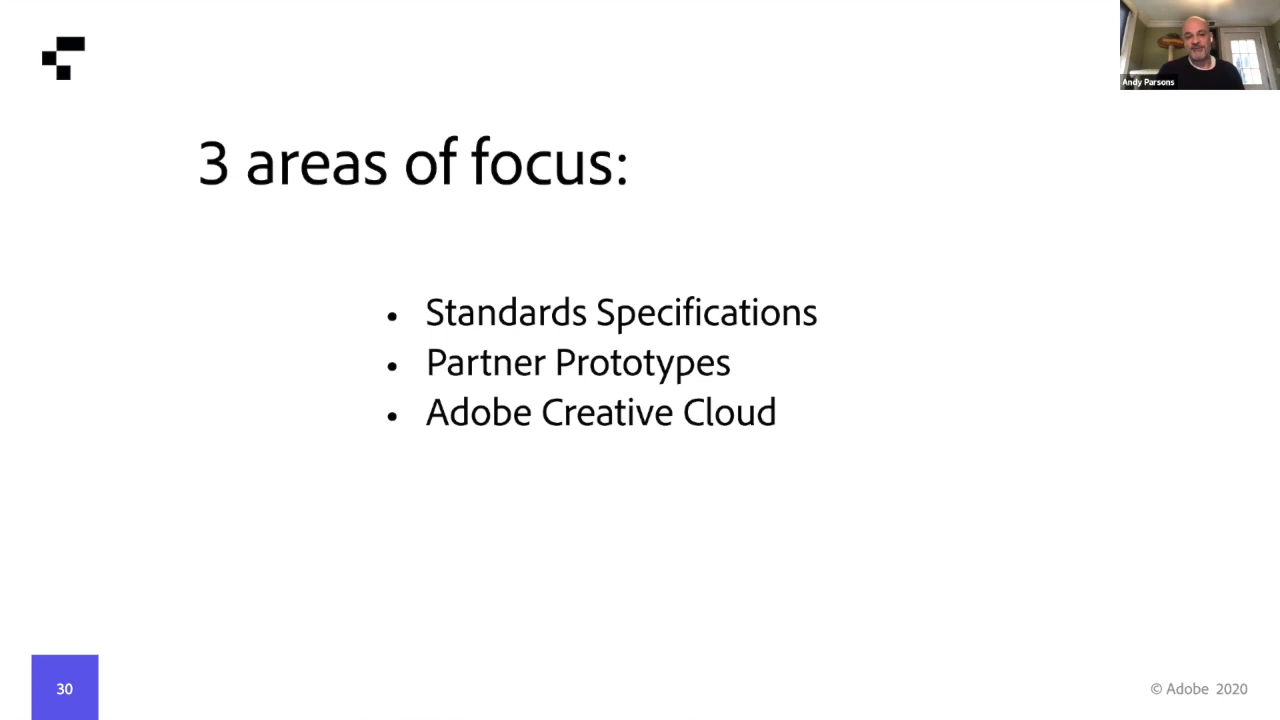 Andy Parsons
3 areas of focus:
• Standards Specifications
• Partner Prototypes
• Adobe Creative Cloud
30
© Adobe 2020